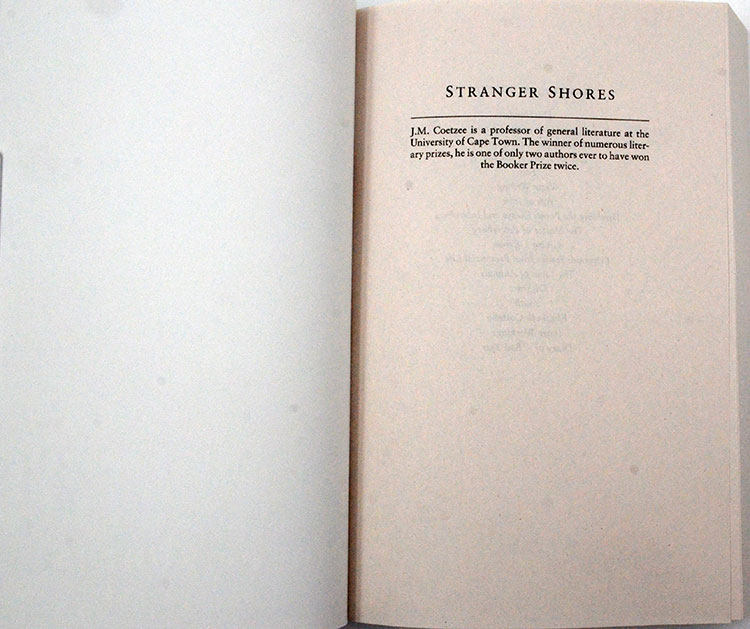 STRANGER SHORES
J.M. Coetzee is a professor of general literature at the
University of Cape Town. The winner of numerous liter-
ary prizes, he is one of only two authors ever to have won
the Booker Prize twice.